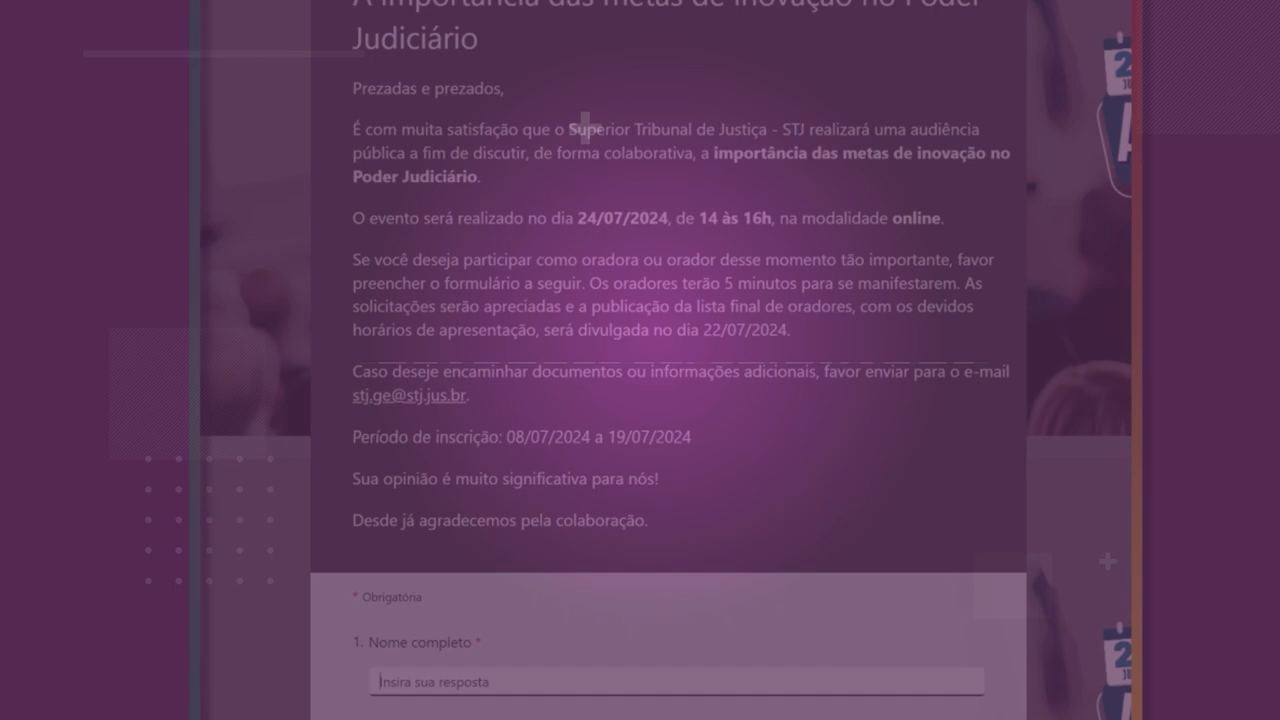 A importância das metas de inovação no Poder
Judiciário
Prezadas e prezados,
É com muita satisfação que o Superior Tribunal de Justiça - STJ realizará uma audiência
pública a fim de discutir, de forma colaborativa, a importância das metas de inovação no
Poder Judiciário.
O evento será realizado no dia 24/07/2024, de 14 às 16h, na modalidade online.
Se você deseja participar como oradora ou orador desse momento tão importante, favor
preencher o formulário a seguir. Os oradores terão 5 minutos para se manifestarem. As
solicitações serão apreciadas e a publicação da lista final de oradores, com os devidos
horários de apresentação, será divulgada no dia 22/07/2024.
Caso deseje encaminhar documentos ou informações adicionais, favor enviar para o e-mail
stj.ge@stj.jus.br.
Período de inscrição: 08/07/2024 a 19/07/2024
Sua opinião é muito significativa para nós!
Desde já agradecemos pela colaboração.
* Obrigatória
1. Nome completo *
Insira sua resposta